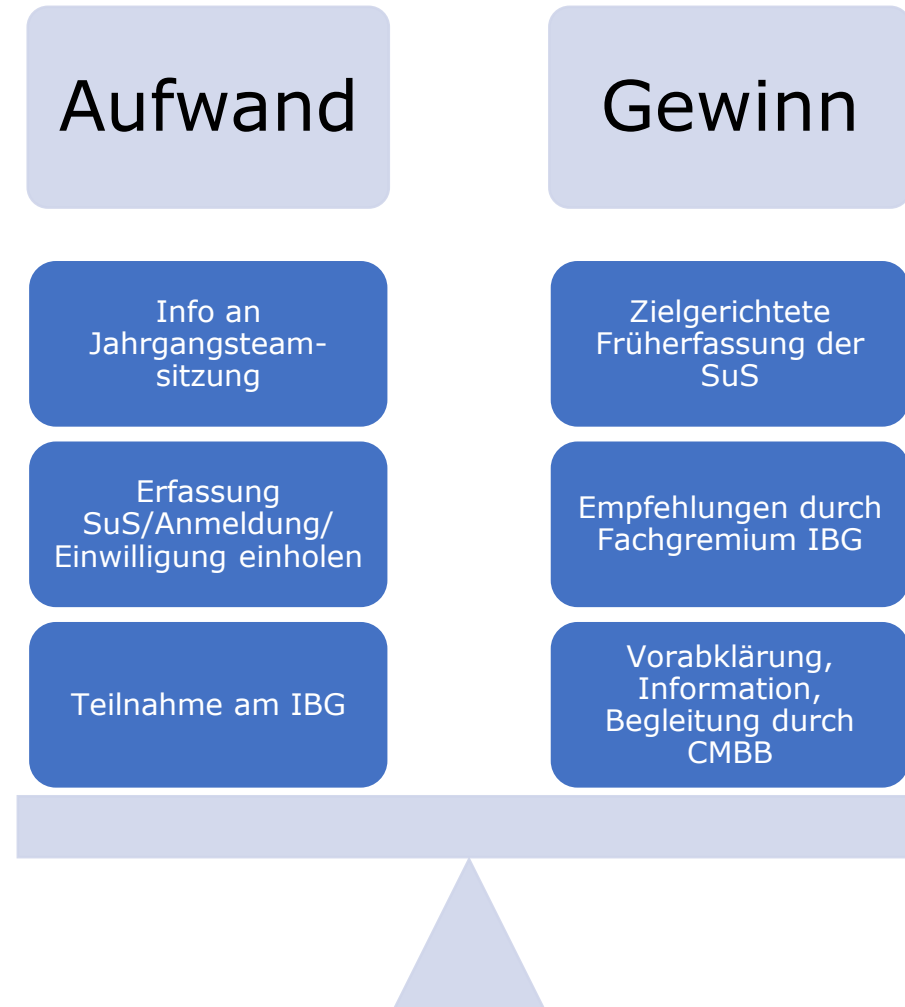 Aufwand
Info an
Jahrgangsteam-
sitzung
Erfassung
SuS/Anmeldung/
Einwilligung einholen
Teilnahme am IBG
Gewinn
Zielgerichtete
Früherfassung der
SuS
Empfehlungen durch
Fachgremium IBG
Vorabklärung,
Information,
Begleitung durch
CMBB